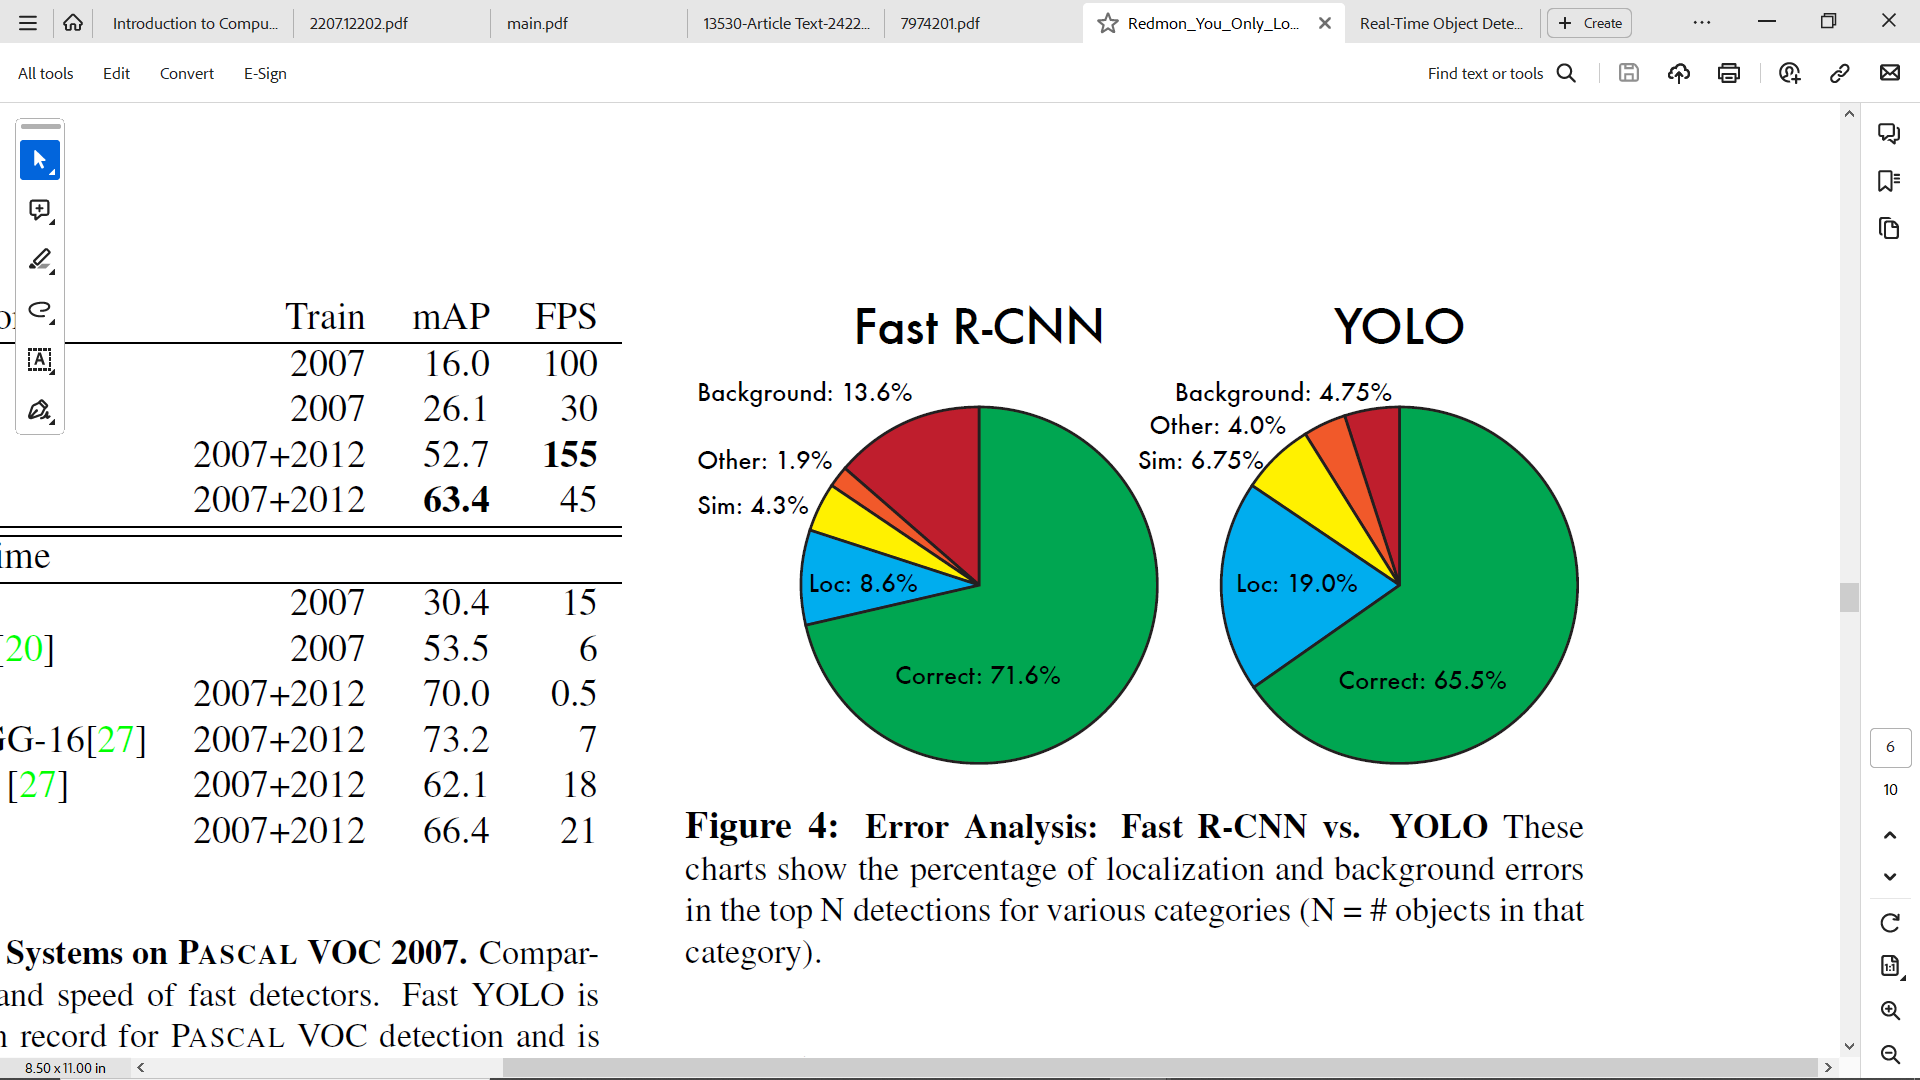 Introduction to Compu...
2207.12202.pdf
main.pdf
13530-Article Text-2422...
7974201.pdf
Redmon_You_Only_Lo...
Real-Time Object Dete...
Create
All tools
Edit
Convert
E-Sign
Find text or tools
Train mAP FPS
2007 16.0 100
2007 26.1 30
2007+2012 52.7 155
2007+2012 63.4 45
ime
2007 30.4 15
[20] 2007 53.5 6
2007+2012 70.0 0.5
GG-16[27] 2007+2012 73.2 7
[27] 2007+2012 62.1 18
2007+2012 66.4 21
Systems on PASCAL VOC 2007. Compar-
and speed of fast detectors. Fast YOLO is
n record for PASCAL VOC detection and is
Fast R-CNN
Background: 13.6%
Other: 1.9%
Sim: 4.3%
Loc: 8.6%
Correct: 71.6%
YOLO
Background: 4.75%
Other: 4.0%
Sim: 6.75%
Loc: 19.0%
Correct: 65.5%
Figure 4: Error Analysis: Fast R-CNN vs. YOLO These
charts show the percentage of localization and background errors
in the top N detections for various categories (N = # objects in that
category).
6
10
8.50 x 11.00 in